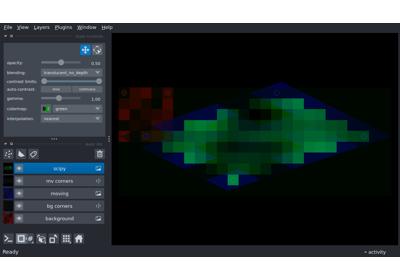 File View Layers Plugins Window Help
opacity: 0.50
blending: translucent_no_depth
contrast limits:
auto-contrast: once continuous
gamma: 1.00
colormap: green
interpolation: nearest
scipy
mv corners
moving
bg corners
background
Ready
activity